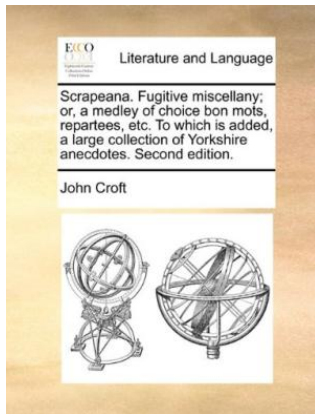 ECCO
Literature and Language
Scrapeana. Fugitive miscellany;
or, a medley of choice bon mots,
repartees, etc. To which is added,
a large collection of Yorkshire
anecdotes. Second edition.
John Croft